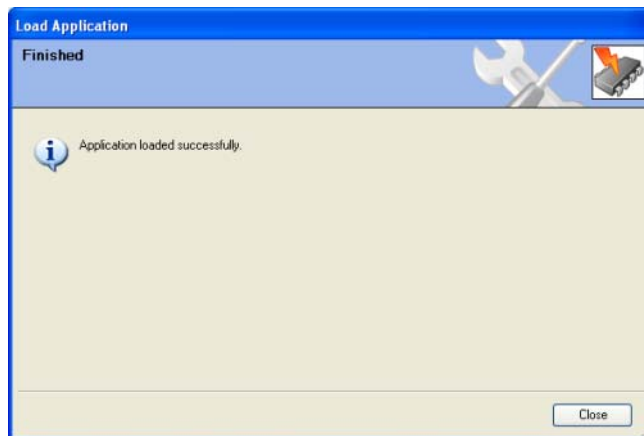 Load Application
Finished
Application loaded successfully.
Close